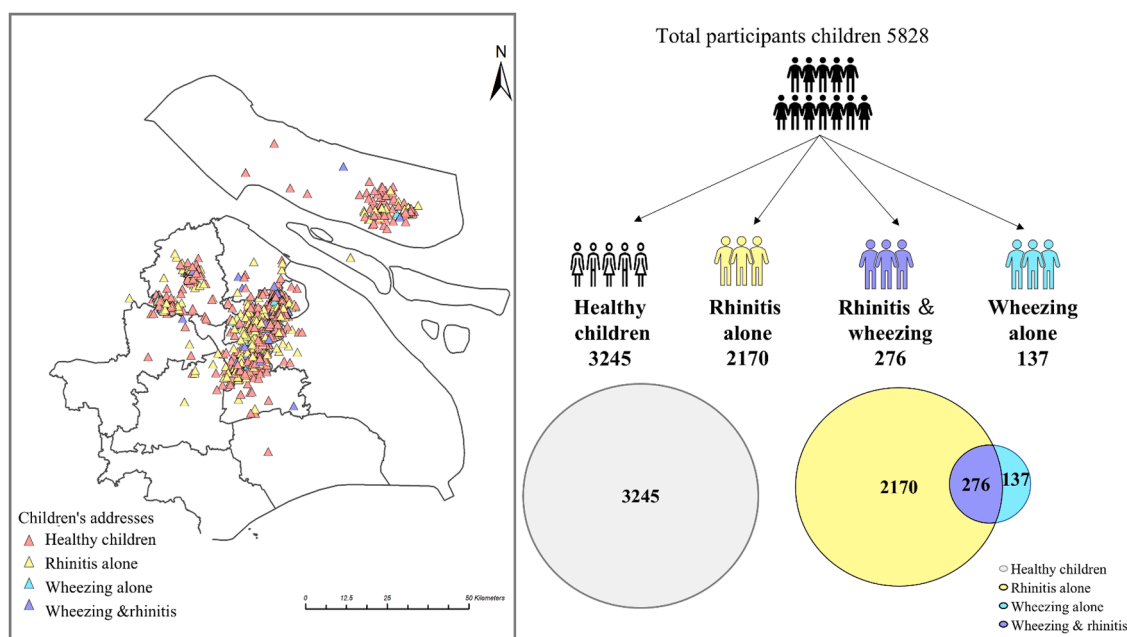 N
Children's addresses
Healthy children
Rhinitis alone
Wheezing alone
Wheezing &rhinitis
0 12.5 25 50 Kilometers
Total participants children 5828
Healthy children 3245
Rhinitis alone 2170
Rhinitis & wheezing 276
Wheezing alone 137
3245
2170
276
137
Healthy children
Rhinitis alone
Wheezing alone
Wheezing & rhinitis